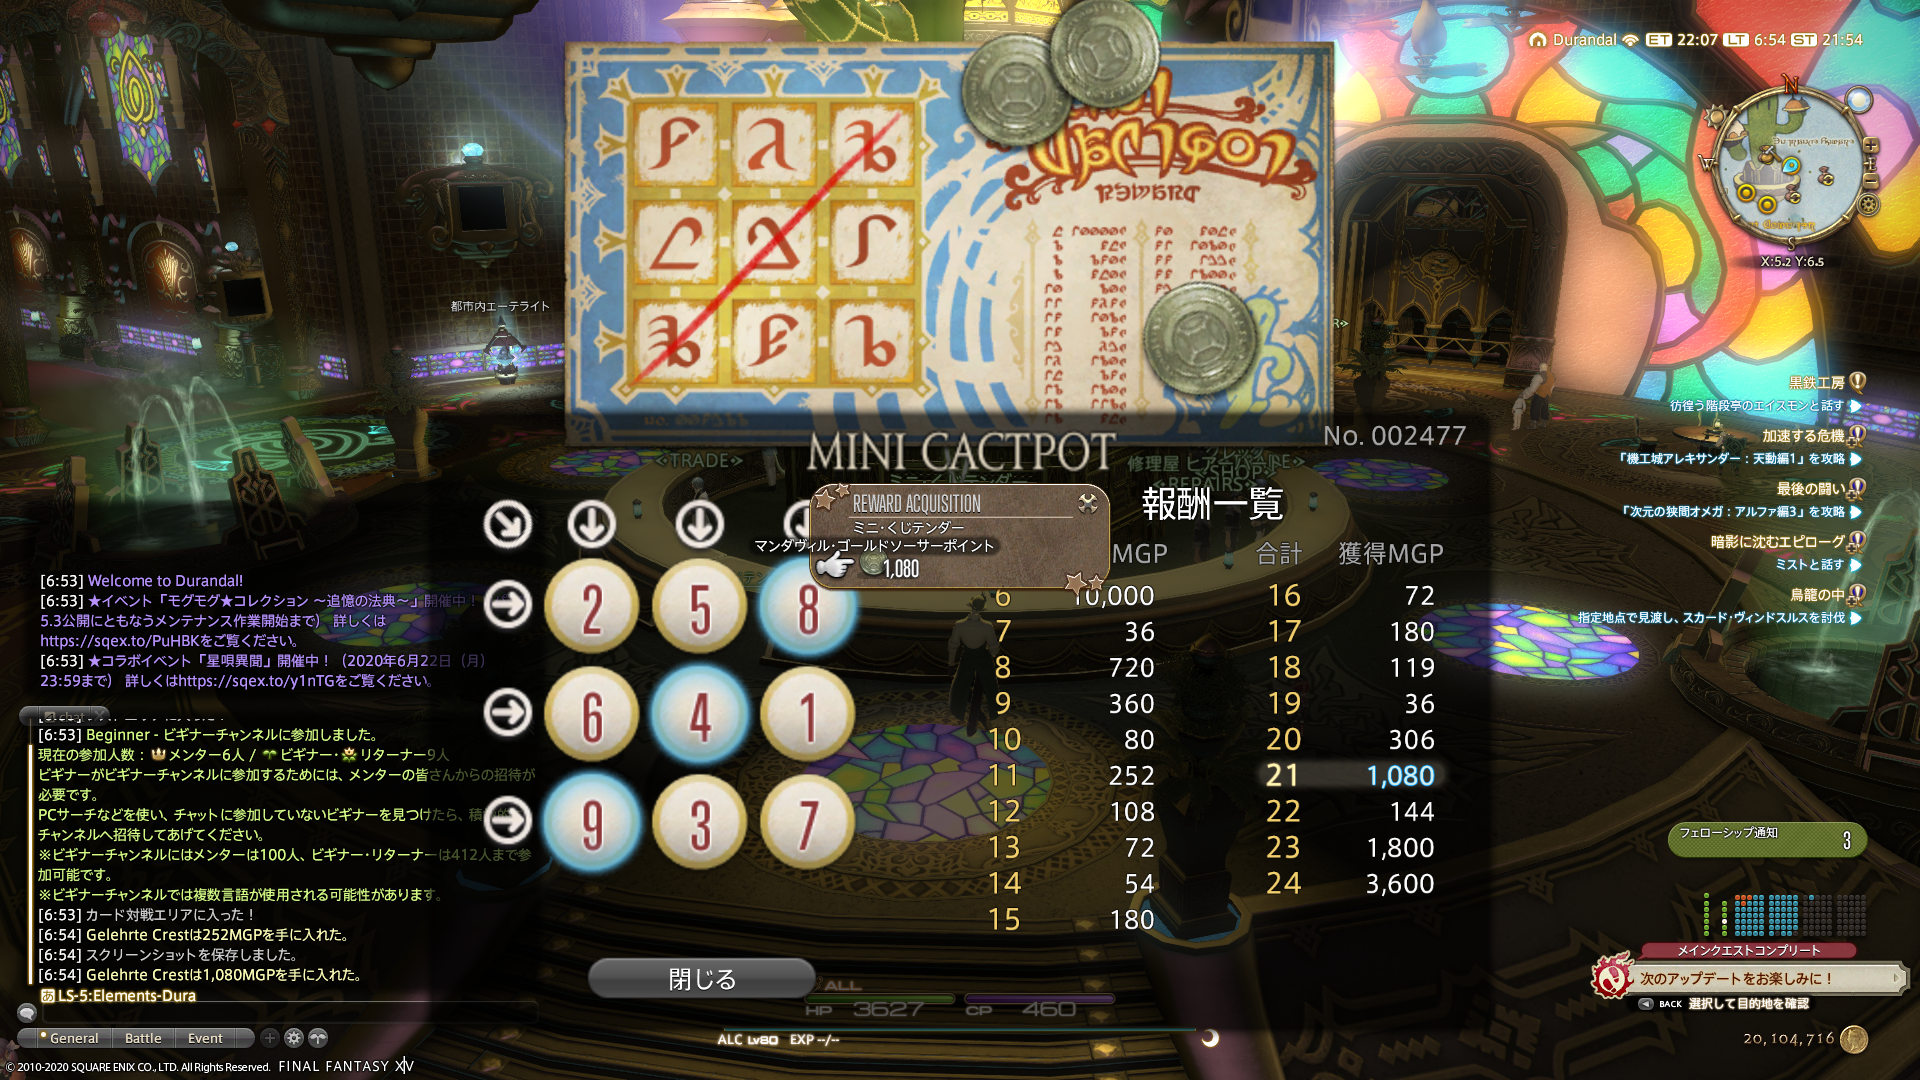 Durandal ET 22:07 LT 6:54 ST 21:54
N
W
S
X:5.2 Y:6.5
都市内エーテライト
No. 002477
MINI CACTPOT
<TRADE>
修理屋
REPAIRS
報酬一覧
REWARD ACQUISITION
ミニ・くじテンダー
マンダヴィル・ゴールドソーサーポイント
1,080
MGP 合計 獲得MGP
6 10,000 16 72
7 36 17 180
8 720 18 119
9 360 19 36
10 80 20 306
11 252 21 1,080
12 108 22 144
13 72 23 1,800
14 54 24 3,600
15 180
2 5 8
6 4 1
9 3 7
閉じる
ALL
HP 3627 CP 460
ALC Lv80 EXP --/--
[6:53] Welcome to Durandal!
[6:53] ★イベント「モグモグ★コレクション ～追憶の法典～」開催中！
5.3公開にともなうメンテナンス作業開始まで） 詳しくは
https://sqex.to/PuHBKをご覧ください。
[6:53] ★コラボイベント「星唄異聞」開催中！（2020年6月22日（月）
23:59まで） 詳しくはhttps://sqex.to/y1nTGをご覧ください。
[6:53] Beginner - ビギナーチャンネルに参加しました。
現在の参加人数： メンター6人 / ビギナー・リターナー9人
ビギナーがビギナーチャンネルに参加するためには、メンターの皆さんからの招待が
必要です。
PCサーチなどを使い、チャットに参加していないビギナーを見つけたら、積
チャンネルへ招待してあげてください。
※ビギナーチャンネルにはメンターは100人、ビギナー・リターナーは412人まで参
加可能です。
※ビギナーチャンネルでは複数言語が使用される可能性があります。
[6:53] カード対戦エリアに入った！
[6:54] Gelehrte Crestは252MGPを手に入れた。
[6:54] スクリーンショットを保存しました。
[6:54] Gelehrte Crestは1,080MGPを手に入れた。
あ LS-5:Elements-Dura
General Battle Event
© 2010-2020 SQUARE ENIX CO., LTD. All Rights Reserved. FINAL FANTASY XIV
黒鉄工房
彷徨う階段亭のエイスモンと話す
加速する危機
「機工城アレキサンダー：天動編1」を攻略
最後の闘い
「次元の狭間オメガ：アルファ編3」を攻略
暗影に沈むエピローグ
ミストと話す
烏籠の中
指定地点で見渡し、スカード・ヴィンドスルスを討伐
フェローシップ通知 3
メインクエストコンプリート
次のアップデートをお楽しみに！
BACK 選択して目的地を確認
20,104,716